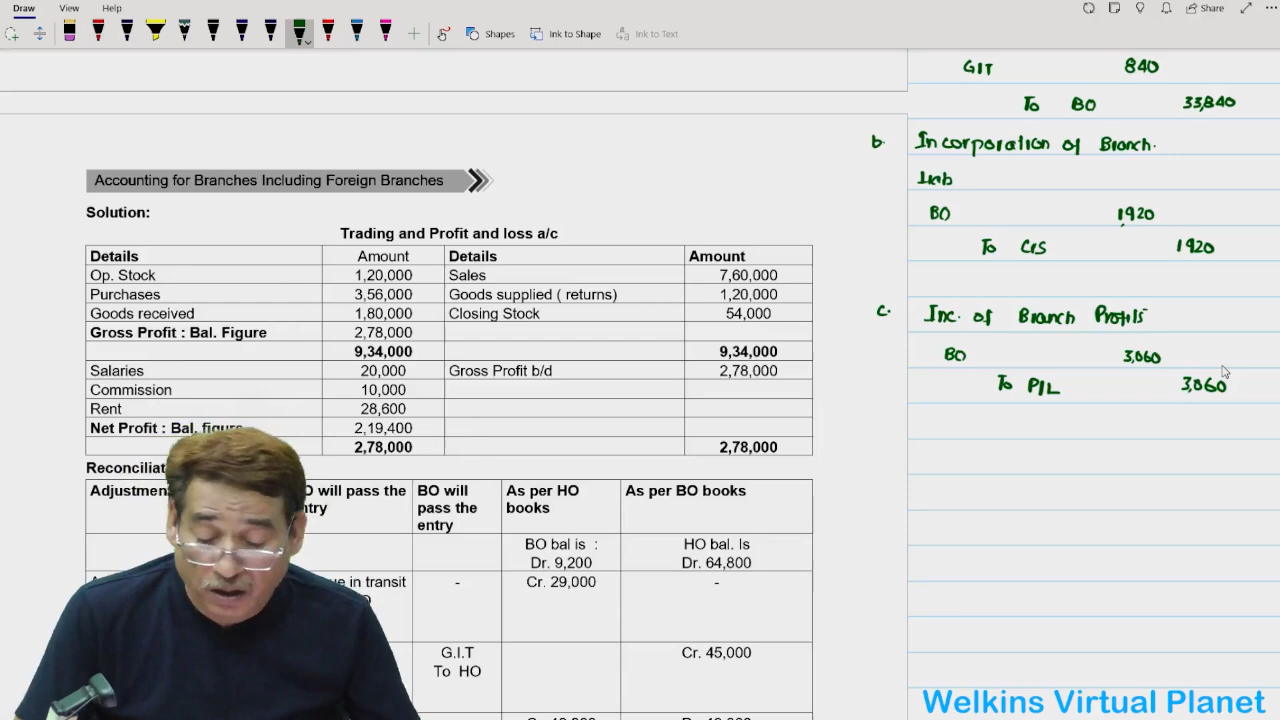 Draw View Help
Share
Shapes Ink to Shape Ink to Text
Accounting for Branches Including Foreign Branches
Solution:
Trading and Profit and loss a/c
Details Amount Details Amount
Op. Stock 1,20,000 Sales 7,60,000
Purchases 3,56,000 Goods supplied ( returns) 1,20,000
Goods received 1,80,000 Closing Stock 54,000
Gross Profit : Bal. Figure 2,78,000
9,34,000 9,34,000
Salaries 20,000 Gross Profit b/d 2,78,000
Commission 10,000
Rent 28,600
Net Profit : Bal. figure 2,19,400
2,78,000 2,78,000
Reconciliat
Adjustmen O will pass the BO will As per HO As per BO books
ntry pass the books
entry
BO bal is : HO bal. Is
Dr. 9,200 Dr. 64,800
ue in transit - Cr. 29,000 -
G.I.T Cr. 45,000
To HO
GIT 840
To BO 33,840
b. Incorporation of Branch.
BO 1920
To C/S 1920
c. Inc. of Branch Profits
BO 3,060
To P/L 3,060
Welkins Virtual Planet